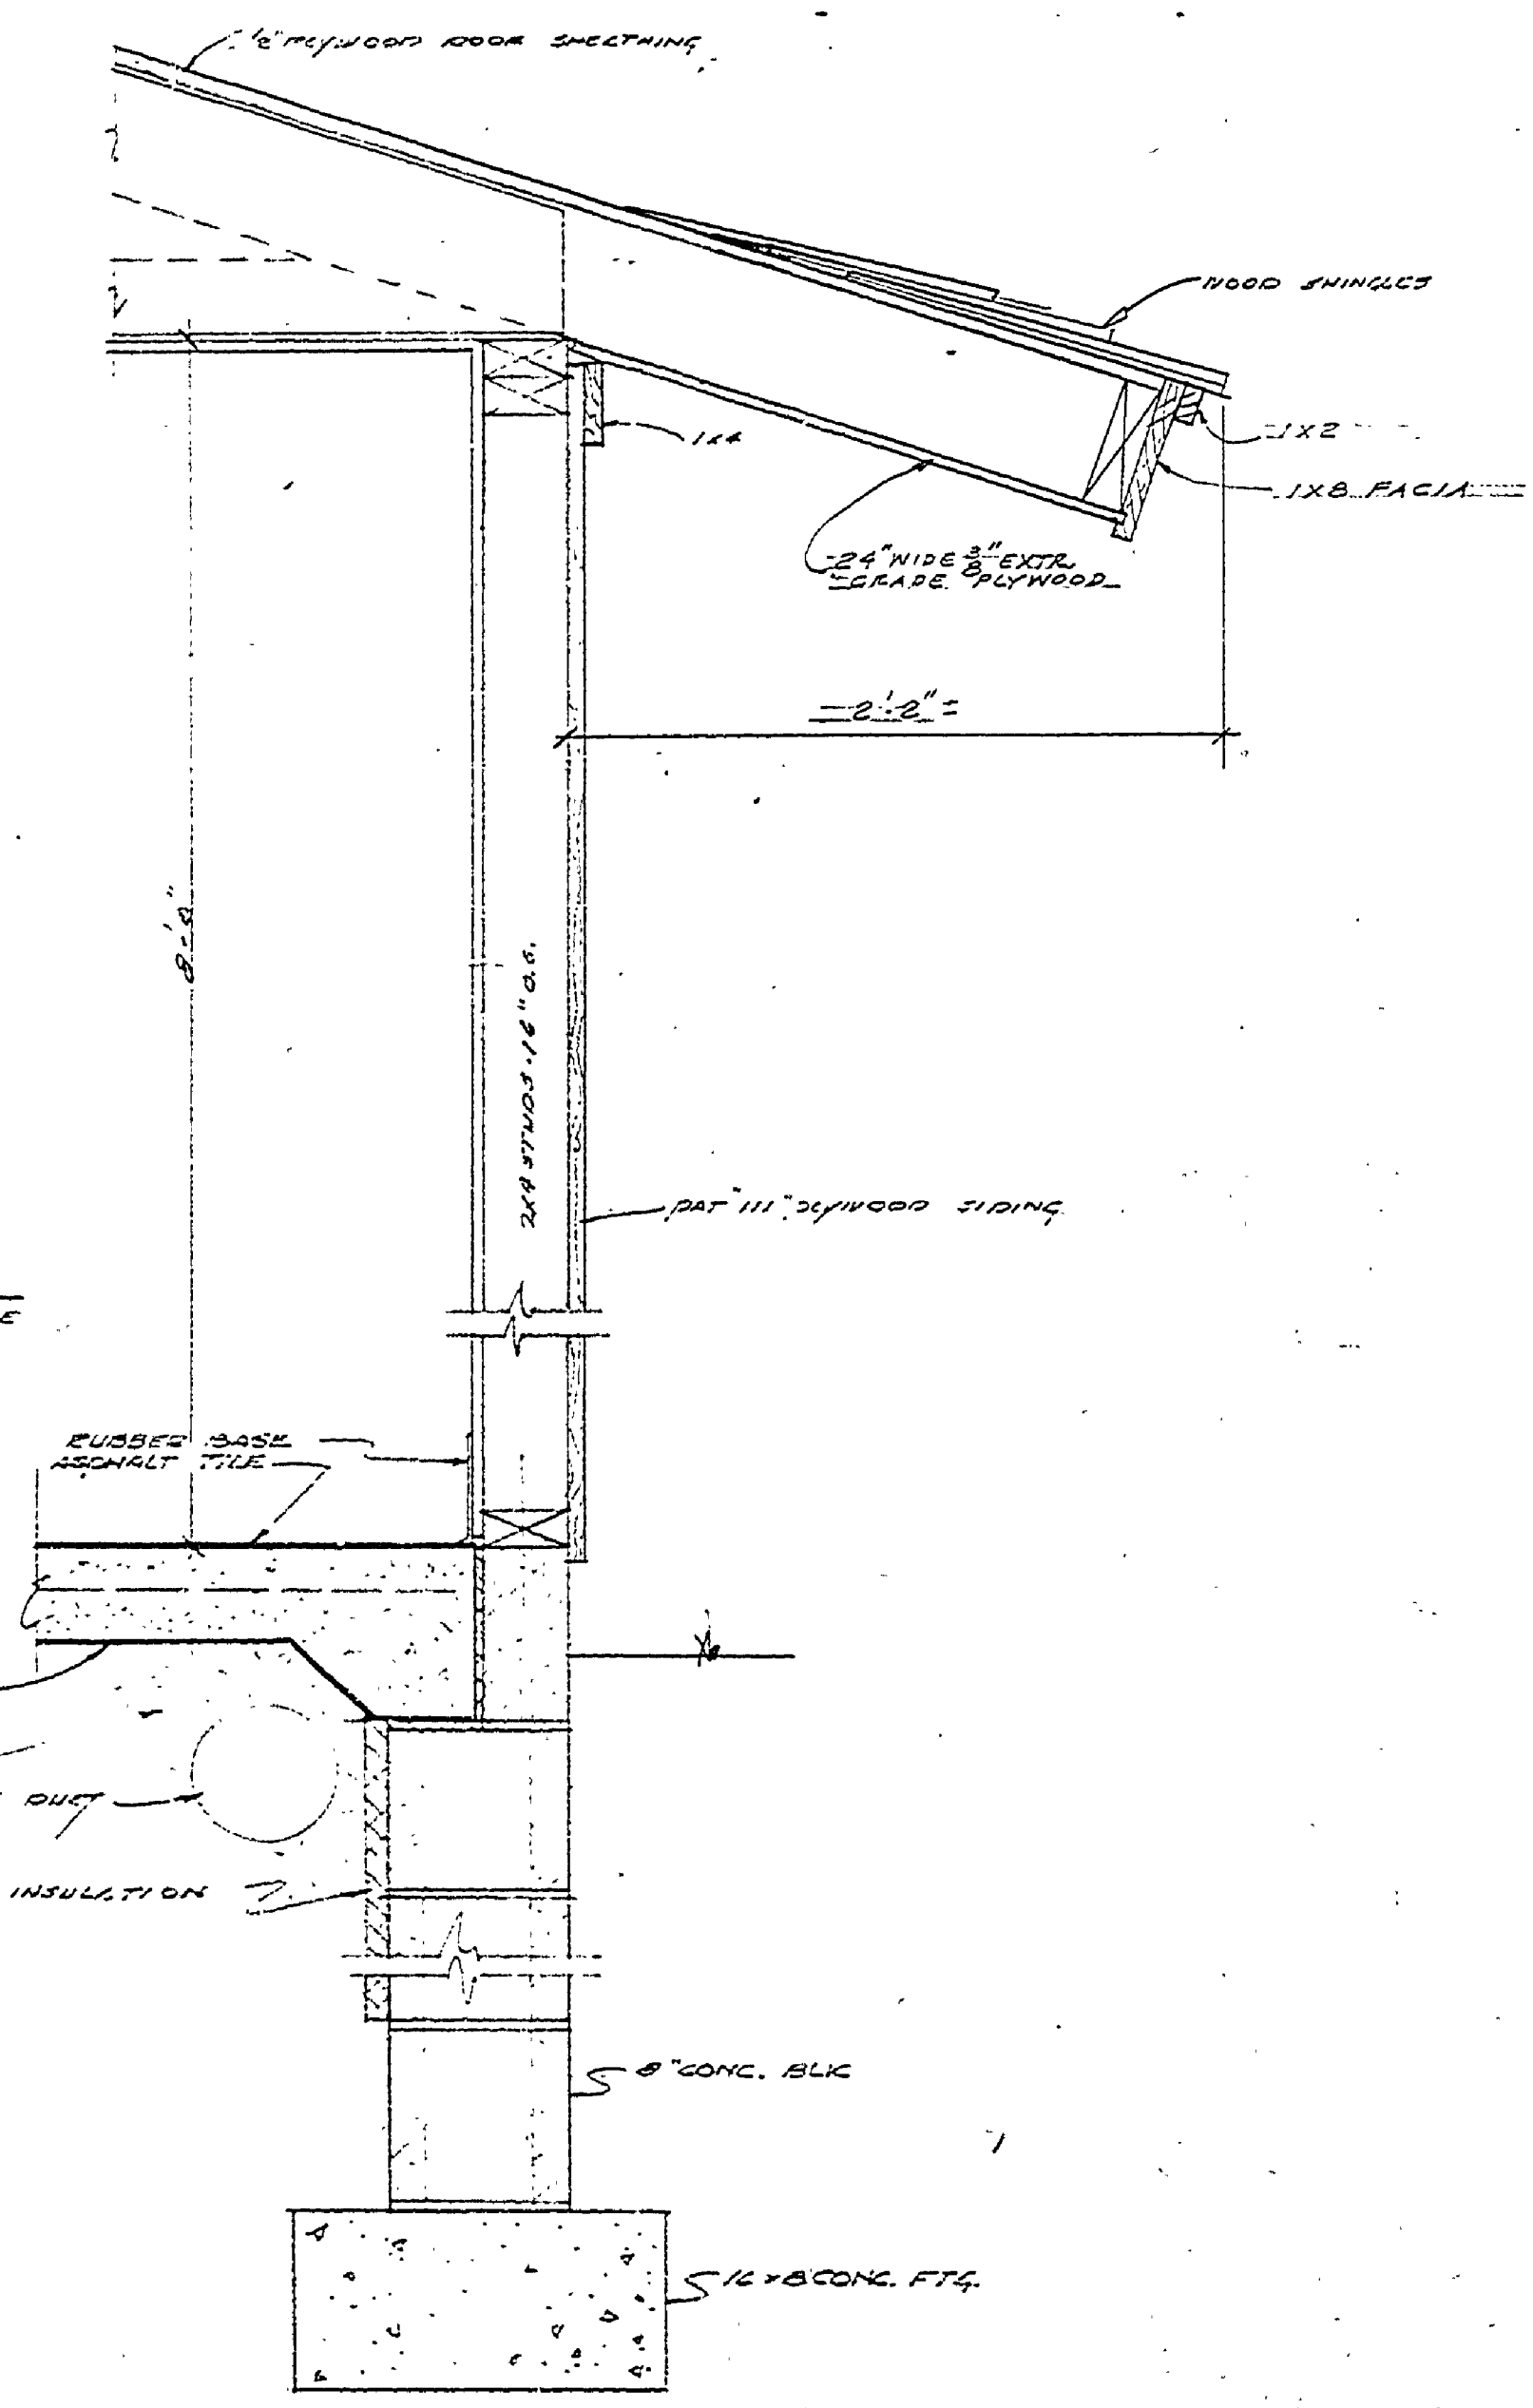 1/2" PLYWOOD ROOF SHEETHING
WOOD SHINGLES
1X2
1X8 FACIA
1x4
24" WIDE 3/8" EXTR.
GRADE PLYWOOD
2'-2"
8'-0"
2X4 STUDS - 16" O.C.
PAT "111" PLYWOOD SIDING
RUBBER BASE
ASPHALT TILE
DUCT
INSULATION
8" CONC. BLK
16 x 8 CONC. FTG.